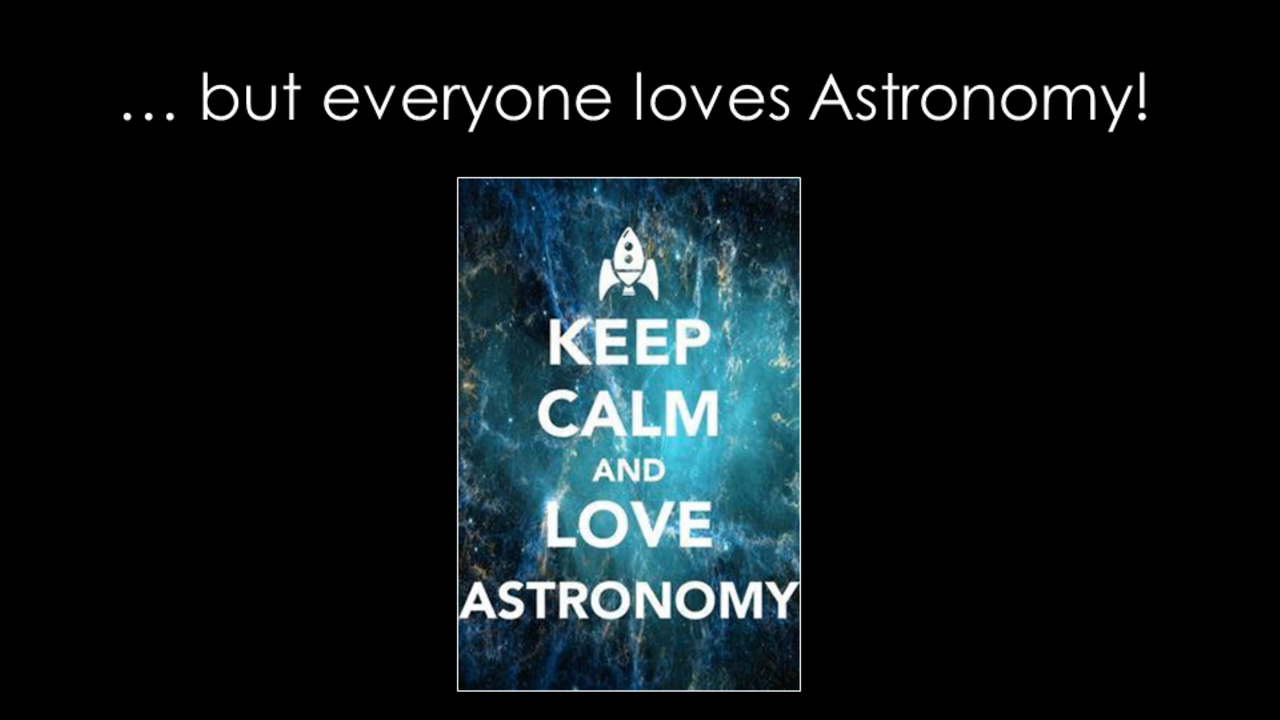 ... but everyone loves Astronomy!
KEEP
CALM
AND
LOVE
ASTRONOMY